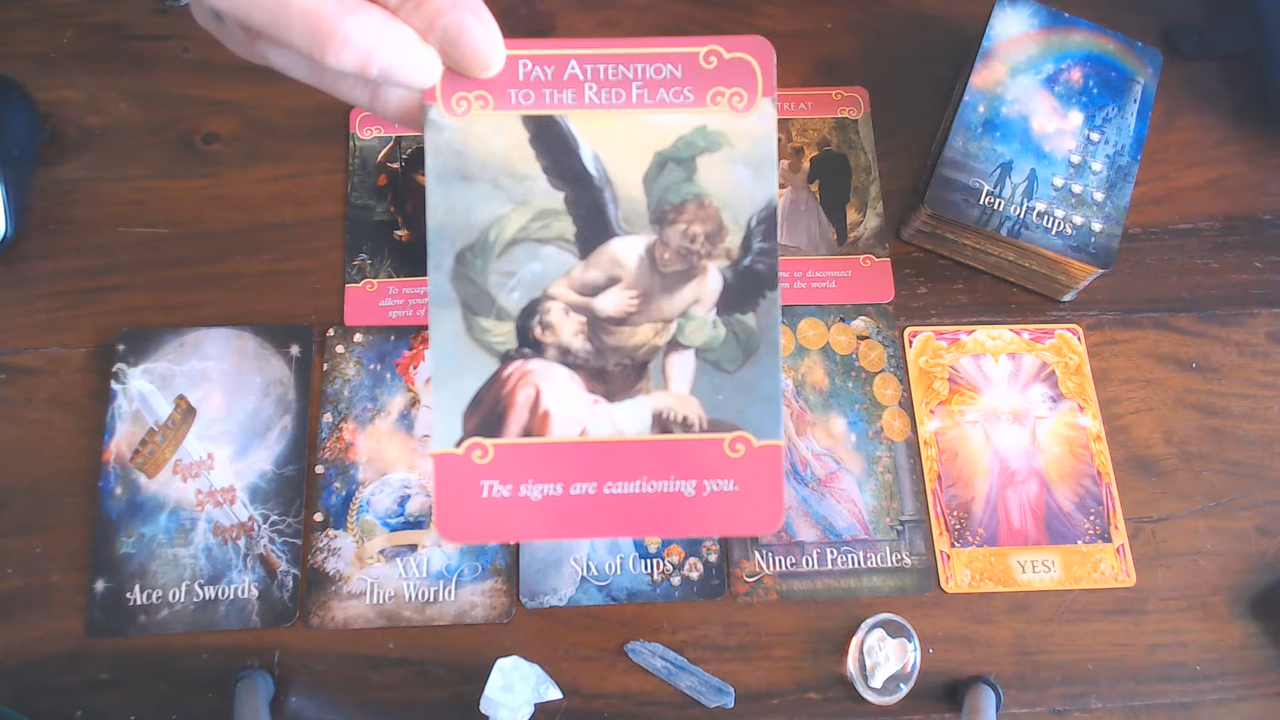 PAY ATTENTION
TO THE RED FLAGS
The signs are cautioning you.
TREAT
me to disconnect
m the world.
To recap
allow your
spirit of
Ten of Cups
Ace of Swords
XXI
The World
Six of Cups
Nine of Pentacles
YES!